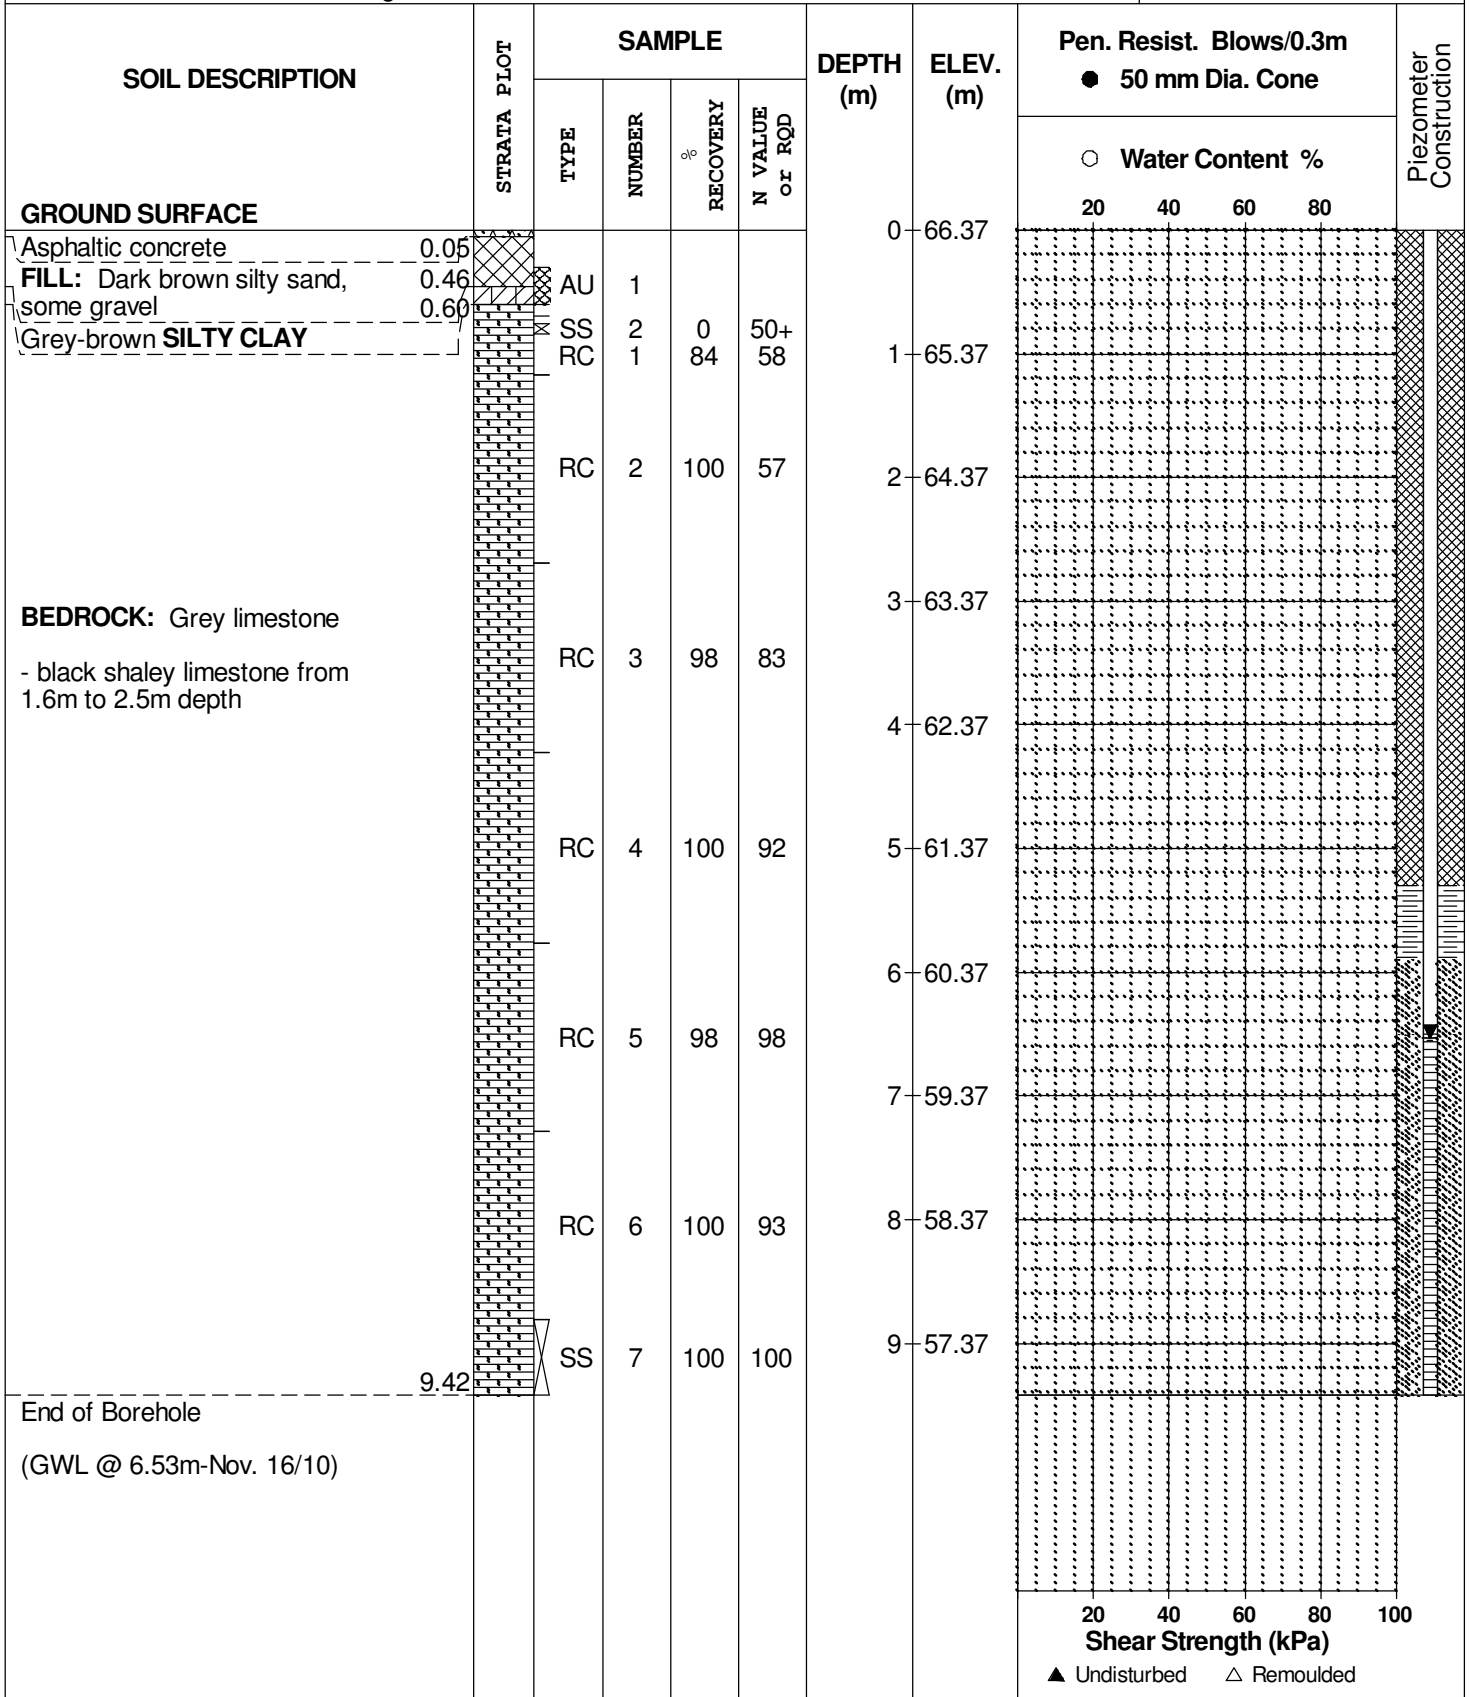 SOIL DESCRIPTION
STRATA PLOT
SAMPLE
TYPE
NUMBER
% RECOVERY
N VALUE or RQD
DEPTH (m)
ELEV. (m)
Pen. Resist. Blows/0.3m
● 50 mm Dia. Cone
○ Water Content %
Piezometer Construction
20 40 60 80
GROUND SURFACE
0 66.37
Asphaltic concrete 0.05
FILL: Dark brown silty sand, 0.46
some gravel 0.60
Grey-brown SILTY CLAY
AU 1
SS 2 0 50+
RC 1 84 58
1 65.37
RC 2 100 57
2 64.37
3 63.37
BEDROCK: Grey limestone
- black shaley limestone from
1.6m to 2.5m depth
RC 3 98 83
4 62.37
RC 4 100 92
5 61.37
6 60.37
RC 5 98 98
7 59.37
RC 6 100 93
8 58.37
9 57.37
SS 7 100 100
9.42
End of Borehole
(GWL @ 6.53m-Nov. 16/10)
20 40 60 80 100
Shear Strength (kPa)
▲ Undisturbed △ Remoulded